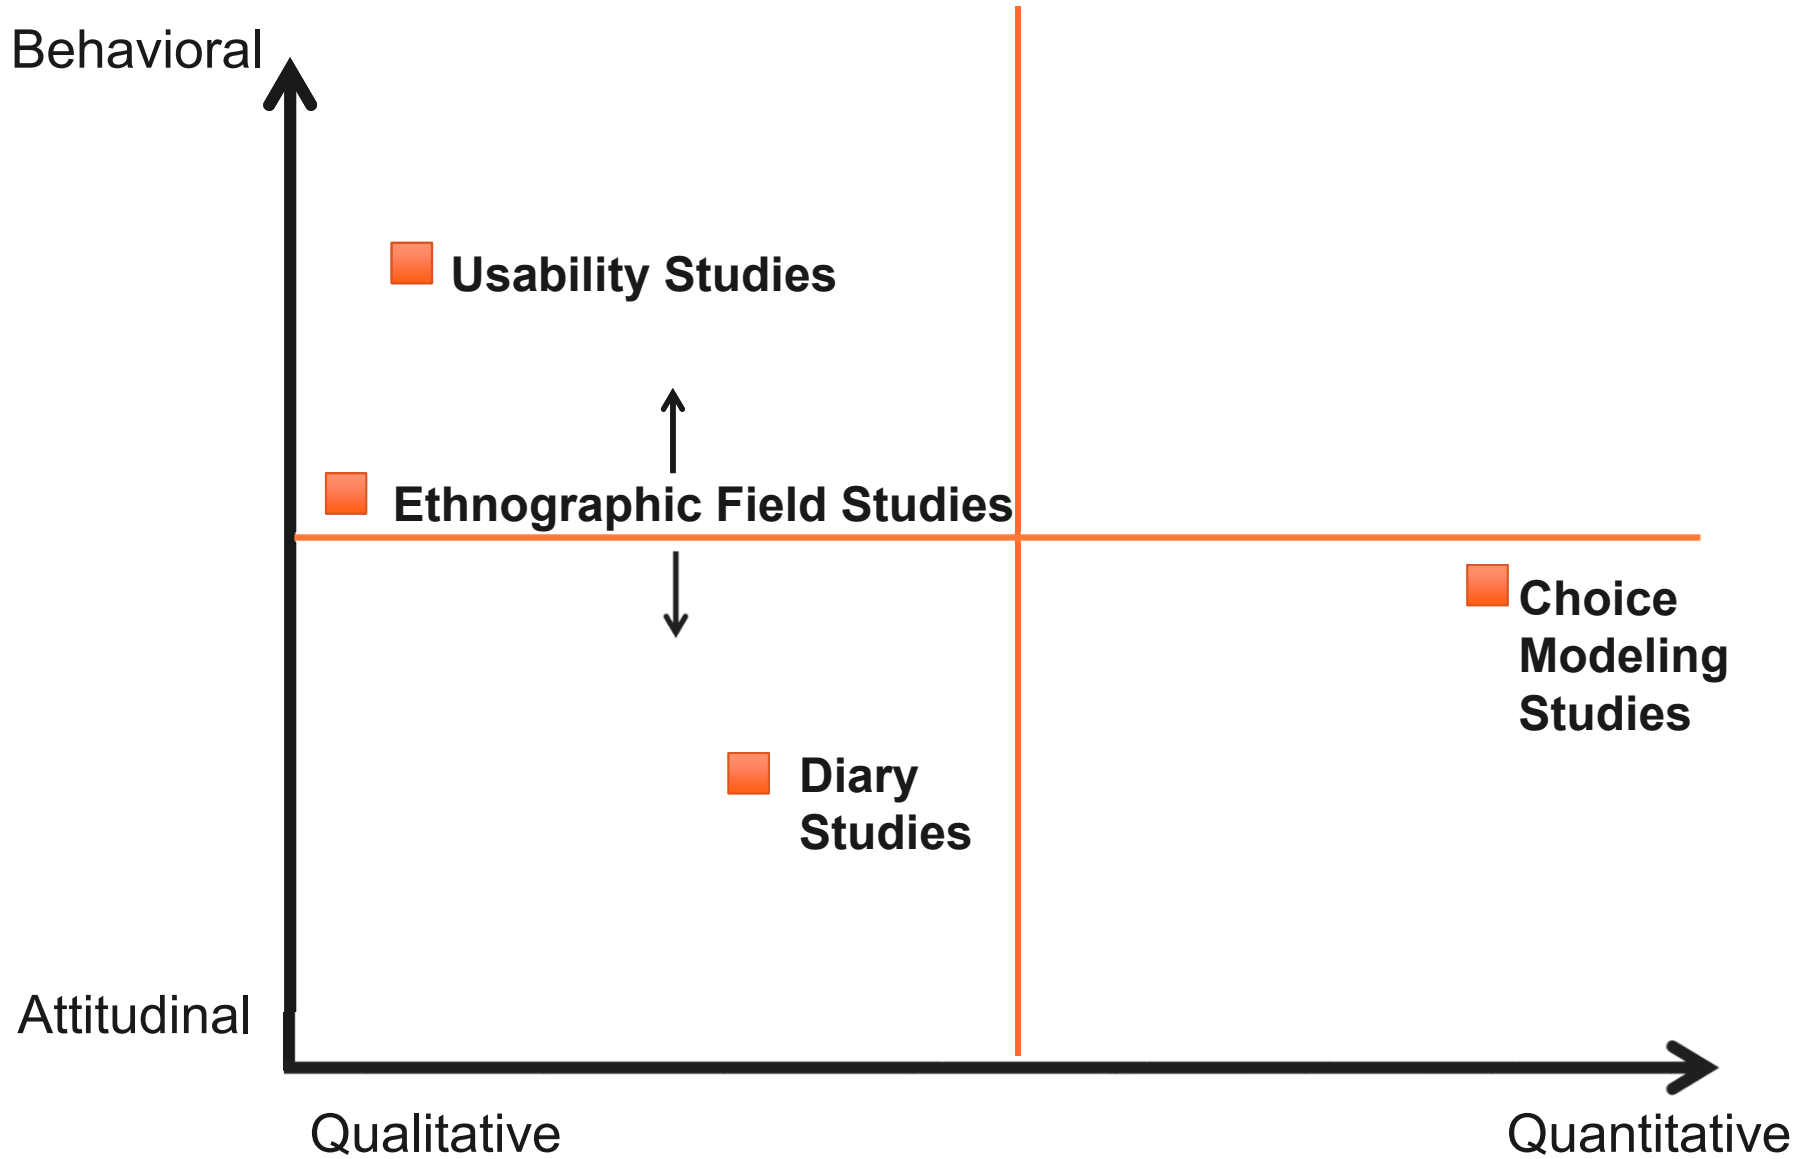 Behavioral
Usability Studies
Ethnographic Field Studies
Choice
Modeling
Studies
Diary
Studies
Attitudinal
Qualitative
Quantitative